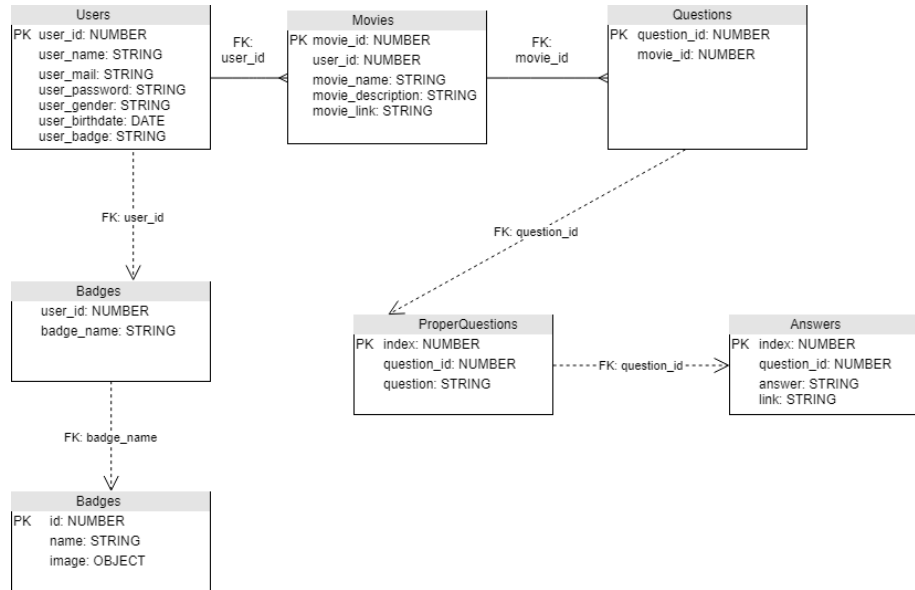 Users
PK user_id: NUMBER
user_name: STRING
user_mail: STRING
user_password: STRING
user_gender: STRING
user_birthdate: DATE
user_badge: STRING
FK:
user_id
Movies
PK movie_id: NUMBER
user_id: NUMBER
movie_name: STRING
movie_description: STRING
movie_link: STRING
FK:
movie_id
Questions
PK question_id: NUMBER
movie_id: NUMBER
FK: user_id
FK: question_id
Badges
user_id: NUMBER
badge_name: STRING
ProperQuestions
PK index: NUMBER
question_id: NUMBER
question: STRING
FK: question_id
Answers
PK index: NUMBER
question_id: NUMBER
answer: STRING
link: STRING
FK: badge_name
Badges
PK id: NUMBER
name: STRING
image: OBJECT